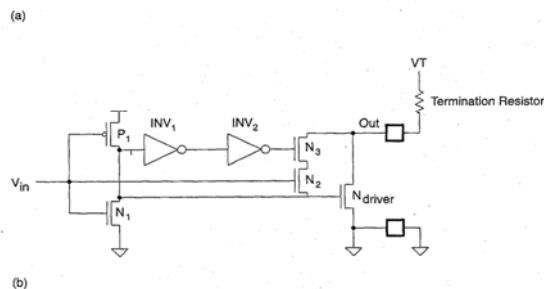 (a)
VT
Termination Resistor
Out
INV1
INV2
P1
N3
N2
Vin
N1
Ndriver
(b)